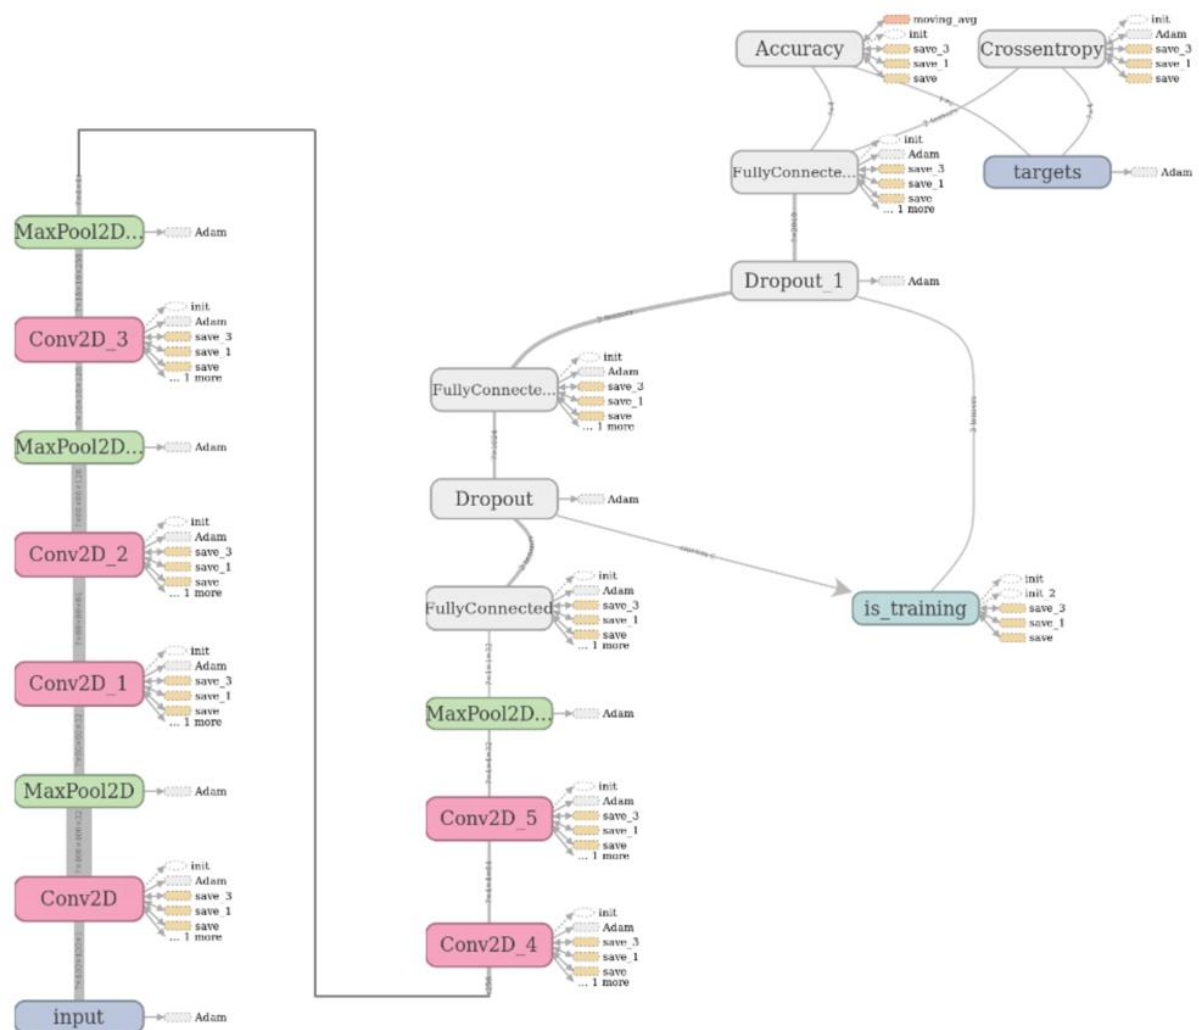 Accuracy
moving_avg
init
save_3
save_1
save
Crossentropy
init
Adam
save_3
save_1
save
FullyConnecte...
init
Adam
save_3
save_1
save
... 1 more
targets
Adam
Dropout_1
Adam
FullyConnecte...
init
Adam
save_3
save_1
save
... 1 more
Dropout
Adam
FullyConnected
init
Adam
save_3
save_1
save
... 1 more
is_training
init
init_2
save_3
save_1
save
MaxPool2D...
Adam
Conv2D_5
init
Adam
save_3
save_1
save
... 1 more
Conv2D_4
init
Adam
save_3
save_1
save
... 1 more
MaxPool2D...
Adam
Conv2D_3
init
Adam
save_3
save_1
save
... 1 more
MaxPool2D...
Adam
Conv2D_2
init
Adam
save_3
save_1
save
... 1 more
Conv2D_1
init
Adam
save_3
save_1
save
... 1 more
MaxPool2D
Adam
Conv2D
init
Adam
save_3
save_1
save
... 1 more
input
Adam